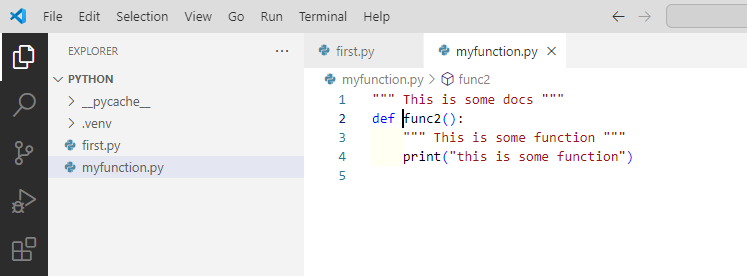 File Edit Selection View Go Run Terminal Help
EXPLORER
PYTHON
__pycache__
.venv
first.py
myfunction.py
first.py myfunction.py
myfunction.py > func2
1 """ This is some docs """
2 def func2():
3 """ This is some function """
4 print("this is some function")
5